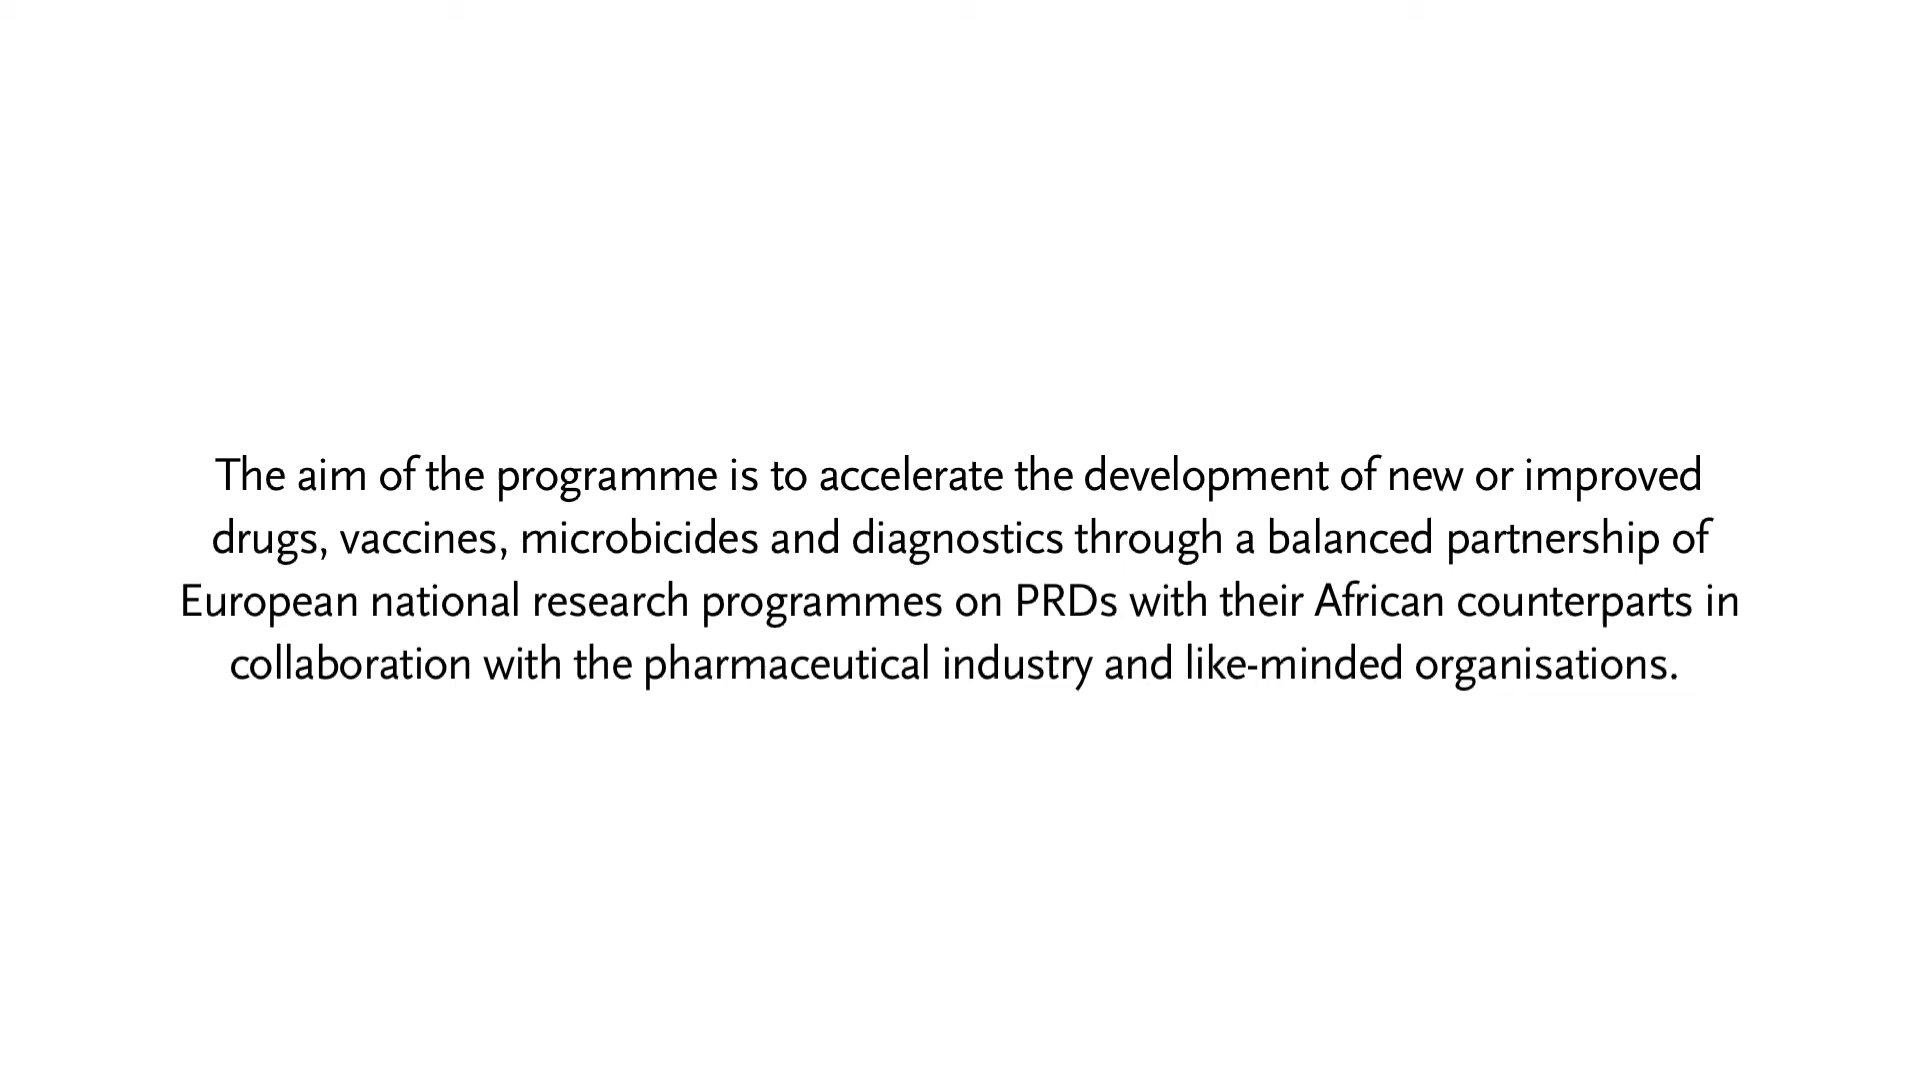 The aim of the programme is to accelerate the development of new or improved
drugs, vaccines, microbicides and diagnostics through a balanced partnership of
European national research programmes on PRDs with their African counterparts in
collaboration with the pharmaceutical industry and like-minded organisations.